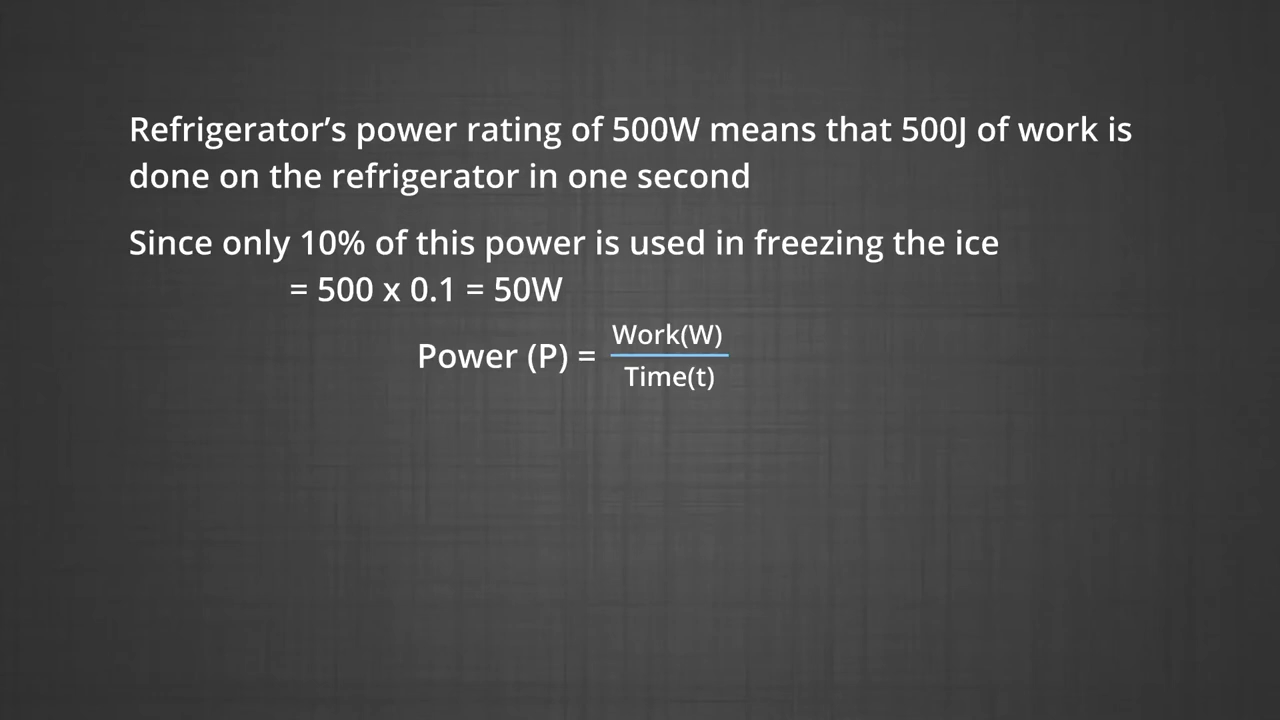 Refrigerator’s power rating of 500W means that 500J of work is
done on the refrigerator in one second
Since only 10% of this power is used in freezing the ice
= 500 x 0.1 = 50W
Power (P) = Work(W)
Time(t)